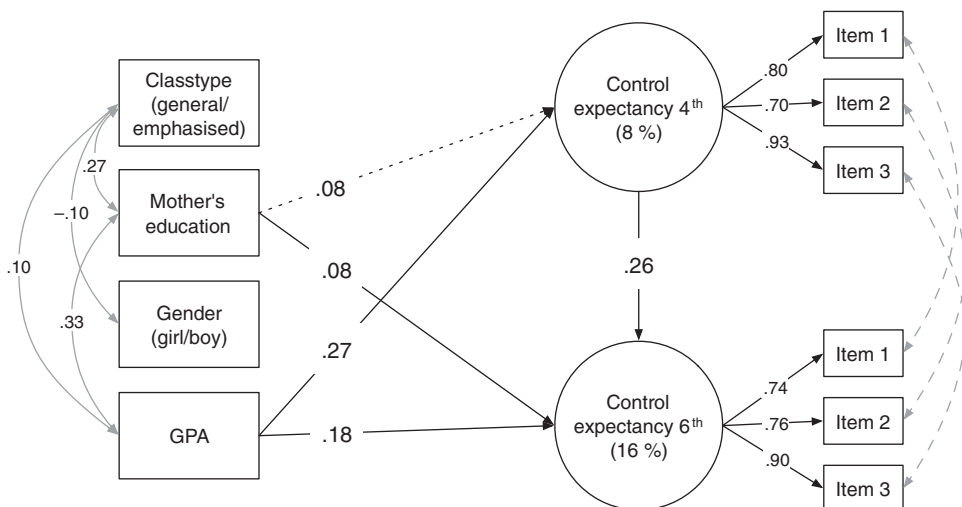 Classtype
(general/
emphasised)
Mother's
education
Gender
(girl/boy)
GPA
.27
–.10
.10
.33
.08
.08
.27
.18
Control
expectancy 4th
(8 %)
.26
Control
expectancy 6th
(16 %)
.80
.70
.93
Item 1
Item 2
Item 3
.74
.76
.90
Item 1
Item 2
Item 3